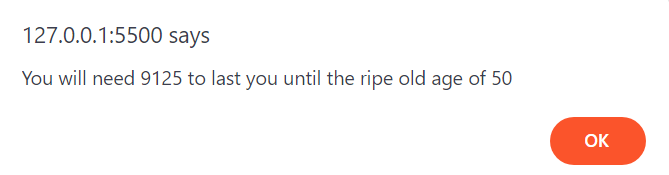 127.0.0.1:5500 says
You will need 9125 to last you until the ripe old age of 50
OK